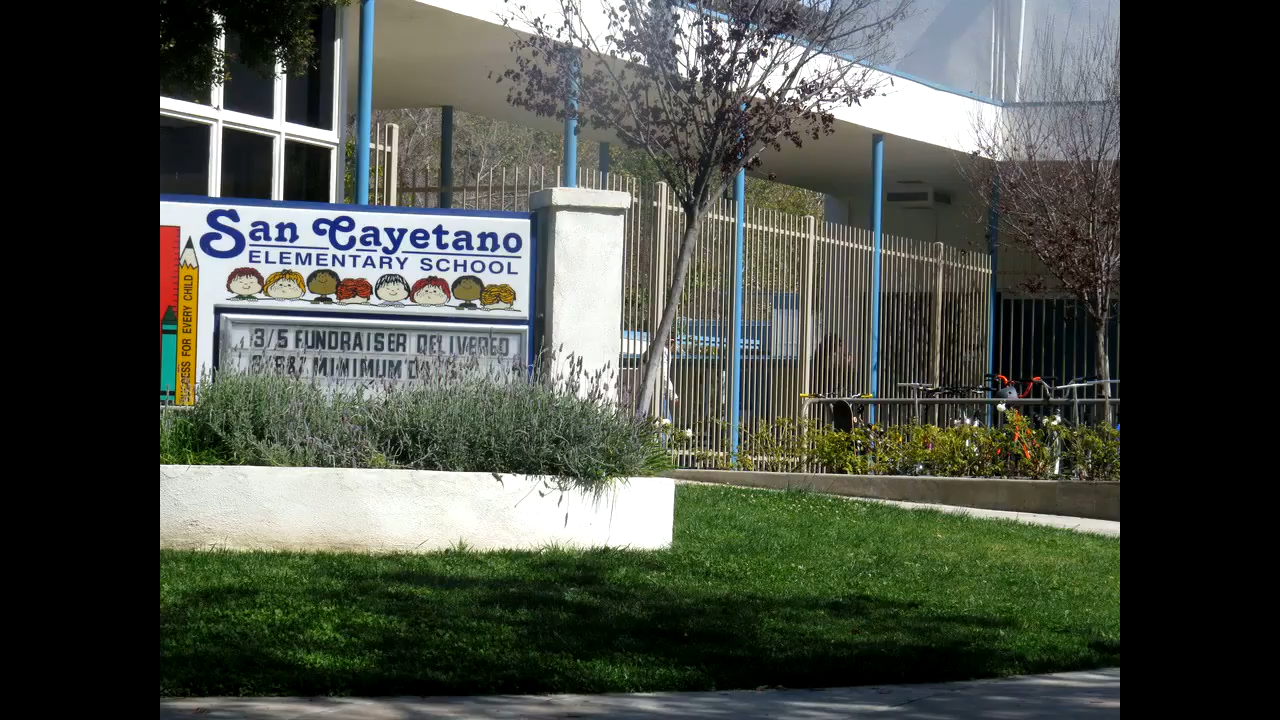 San Cayetano
ELEMENTARY SCHOOL
SUCCESS FOR EVERY CHILD
3/5 FUNDRAISER DELIVERED
MINIMUM